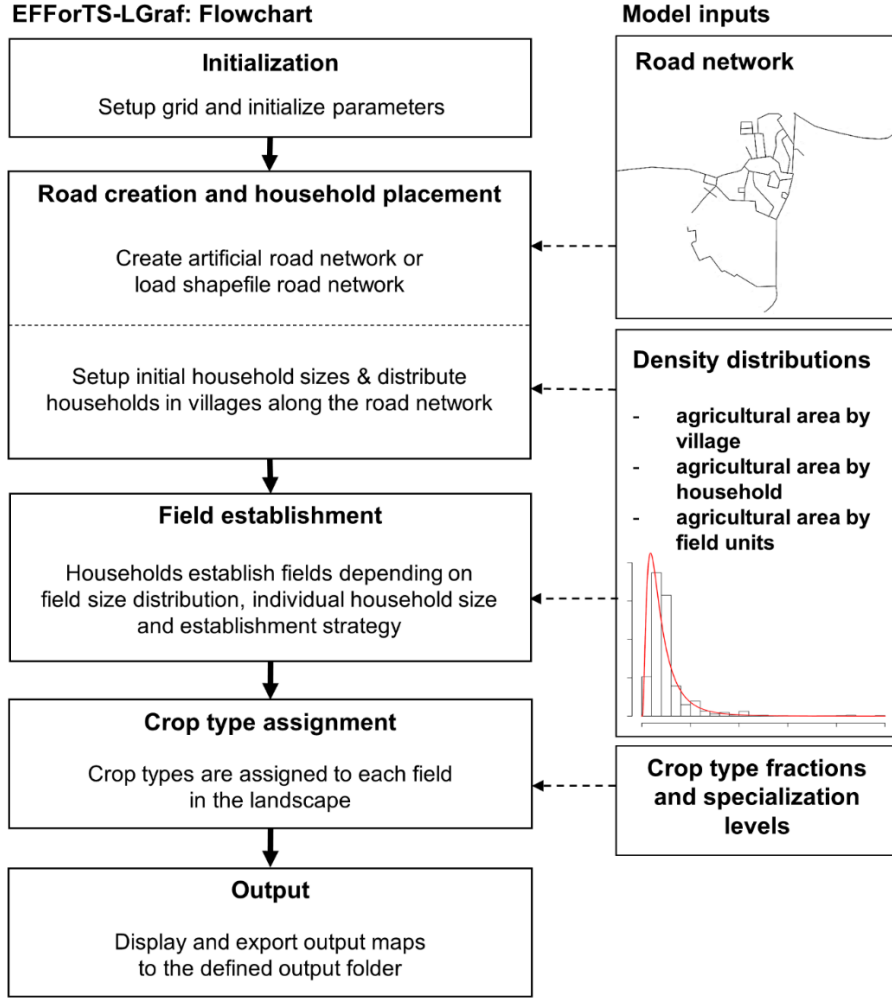 EFForTS-LGraf: Flowchart
Initialization
Setup grid and initialize parameters
Road creation and household placement
Create artificial road network or
load shapefile road network
Setup initial household sizes & distribute
households in villages along the road network
Field establishment
Households establish fields depending on
field size distribution, individual household size
and establishment strategy
Crop type assignment
Crop types are assigned to each field
in the landscape
Output
Display and export output maps
to the defined output folder
Model inputs
Road network
Density distributions
- agricultural area by
village
- agricultural area by
household
- agricultural area by
field units
Crop type fractions
and specialization
levels